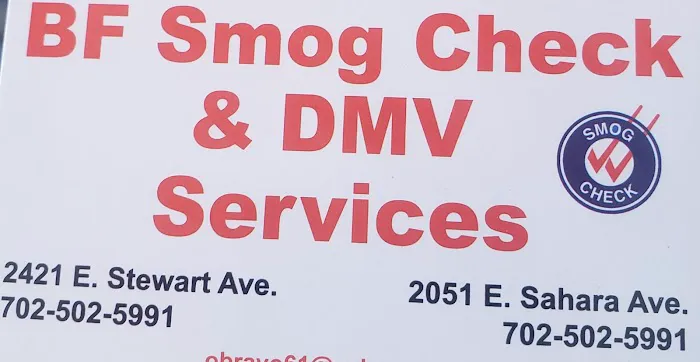 BF Smog Check
& DMV
Services
SMOG
CHECK
2421 E. Stewart Ave.
702-502-5991
2051 E. Sahara Ave.
702-502-5991